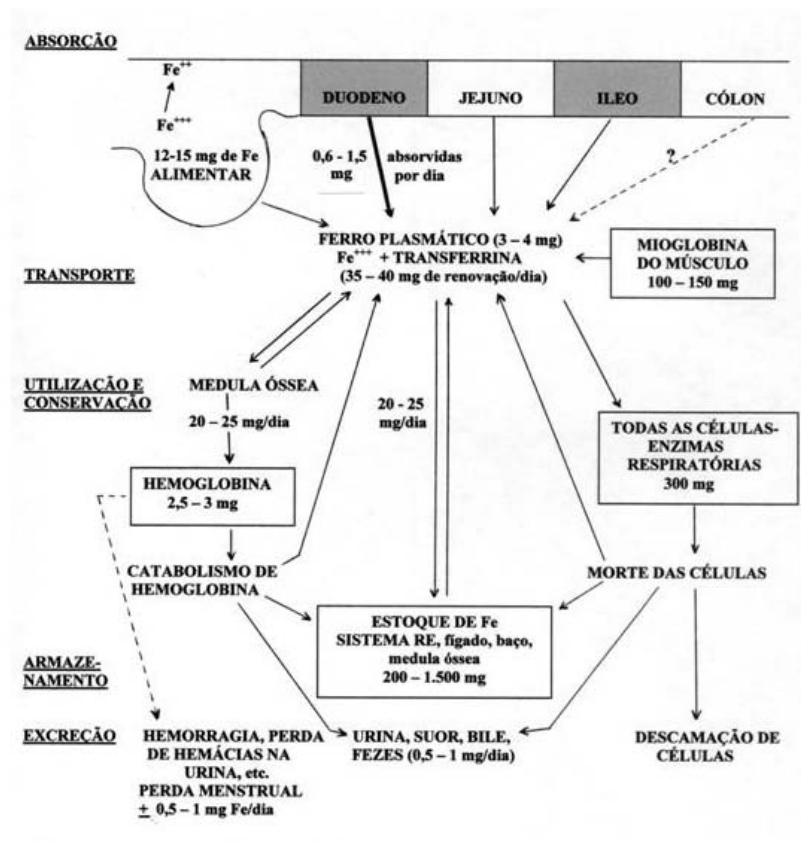 ABSORÇÃO
Fe++
Fe+++
12-15 mg de Fe
ALIMENTAR
DUODENO
JEJUNO
ILEO
CÓLON
0,6 - 1,5
mg
absorvidas
por dia
?
FERRO PLASMÁTICO (3 – 4 mg)
Fe+++ + TRANSFERRINA
(35 – 40 mg de renovação/dia)
MIOGLOBINA
DO MÚSCULO
100 – 150 mg
TRANSPORTE
UTILIZAÇÃO E
CONSERVAÇÃO
MEDULA ÓSSEA
20 – 25 mg/dia
20 - 25
mg/dia
TODAS AS CÉLULAS-
ENZIMAS
RESPIRATÓRIAS
300 mg
HEMOGLOBINA
2,5 – 3 mg
CATABOLISMO DE
HEMOGLOBINA
MORTE DAS CÉLULAS
ESTOQUE DE Fe
SISTEMA RE, fígado, baço,
medula óssea
200 – 1.500 mg
ARMAZE-
NAMENTO
EXCREÇÃO
HEMORRAGIA, PERDA
DE HEMÁCIAS NA
URINA, etc.
PERDA MENSTRUAL
± 0,5 – 1 mg Fe/dia
URINA, SUOR, BILE,
FEZES (0,5 – 1 mg/dia)
DESCAMAÇÃO DE
CÉLULAS